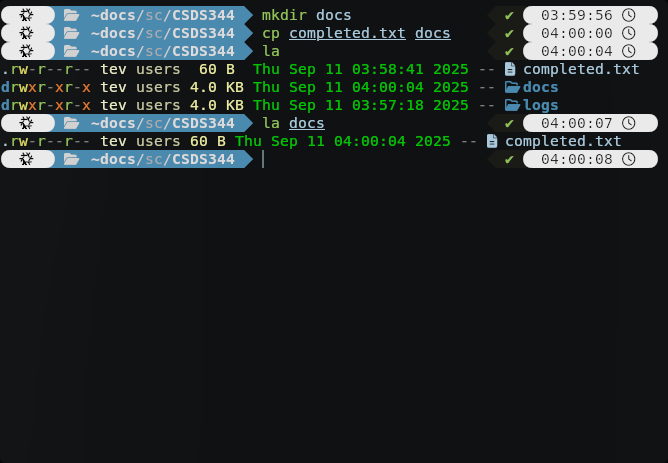 ~docs/sc/CSDS344 mkdir docs ✔ 03:59:56
~docs/sc/CSDS344 cp completed.txt docs ✔ 04:00:00
~docs/sc/CSDS344 la ✔ 04:00:04
.rw-r--r-- tev users 60 B Thu Sep 11 03:58:41 2025 -- completed.txt
drwxr-xr-x tev users 4.0 KB Thu Sep 11 04:00:04 2025 -- docs
drwxr-xr-x tev users 4.0 KB Thu Sep 11 03:57:18 2025 -- logs
~docs/sc/CSDS344 la docs ✔ 04:00:07
.rw-r--r-- tev users 60 B Thu Sep 11 04:00:04 2025 -- completed.txt
~docs/sc/CSDS344 ✔ 04:00:08